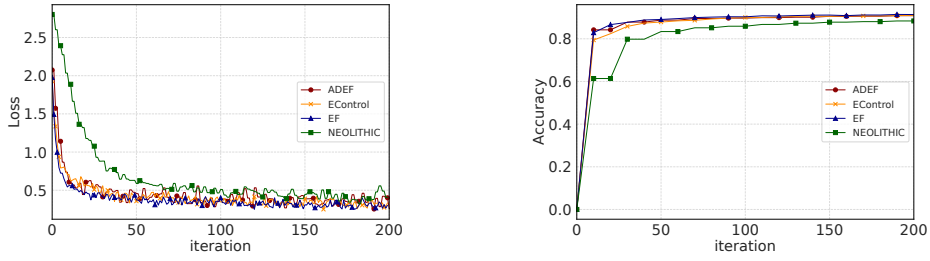 Loss
2.5
2.0
1.5
1.0
0.5
0
50
100
150
200
iteration
ADEF
EControl
EF
NEOLITHIC
Accuracy
0.8
0.6
0.4
0.2
0.0
0
50
100
150
200
iteration
ADEF
EControl
EF
NEOLITHIC